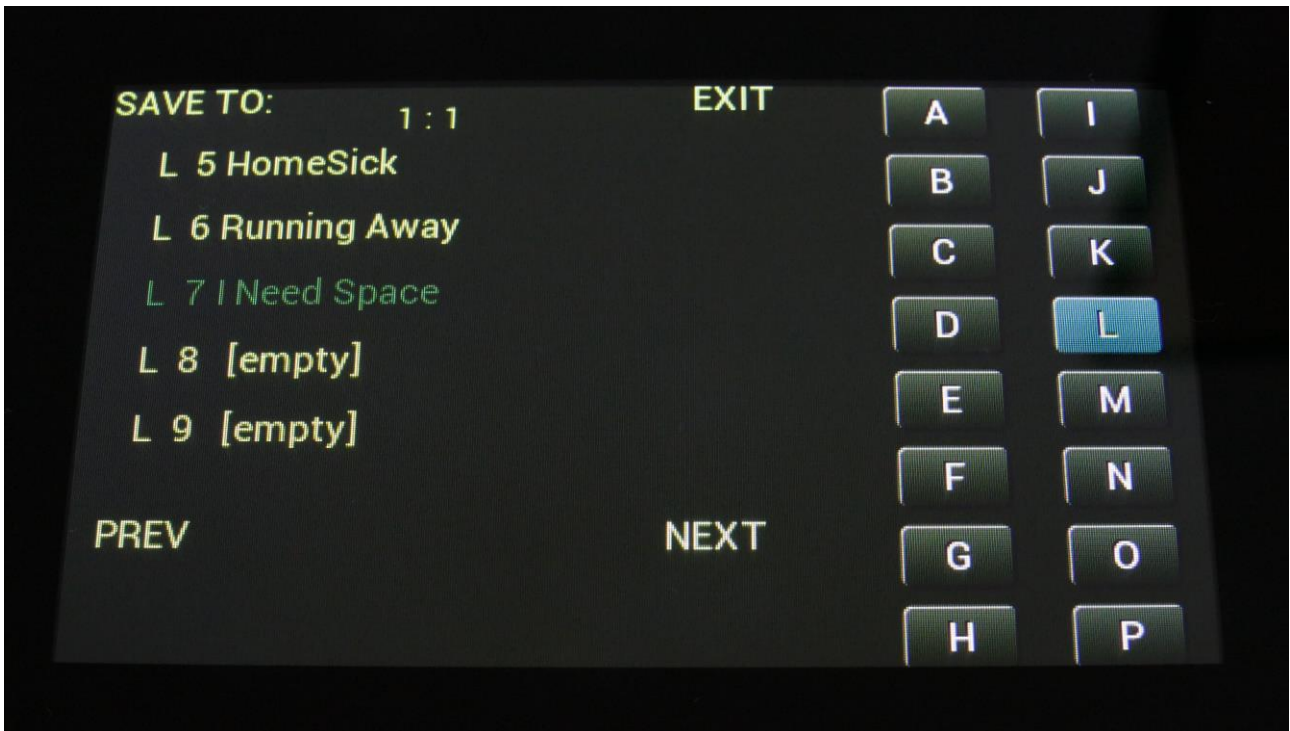 SAVE TO:
1 : 1
EXIT
L 5 HomeSick
L 6 Running Away
L 7 I Need Space
L 8 [empty]
L 9 [empty]
PREV
NEXT
A I
B J
C K
D L
E M
F N
G O
H P